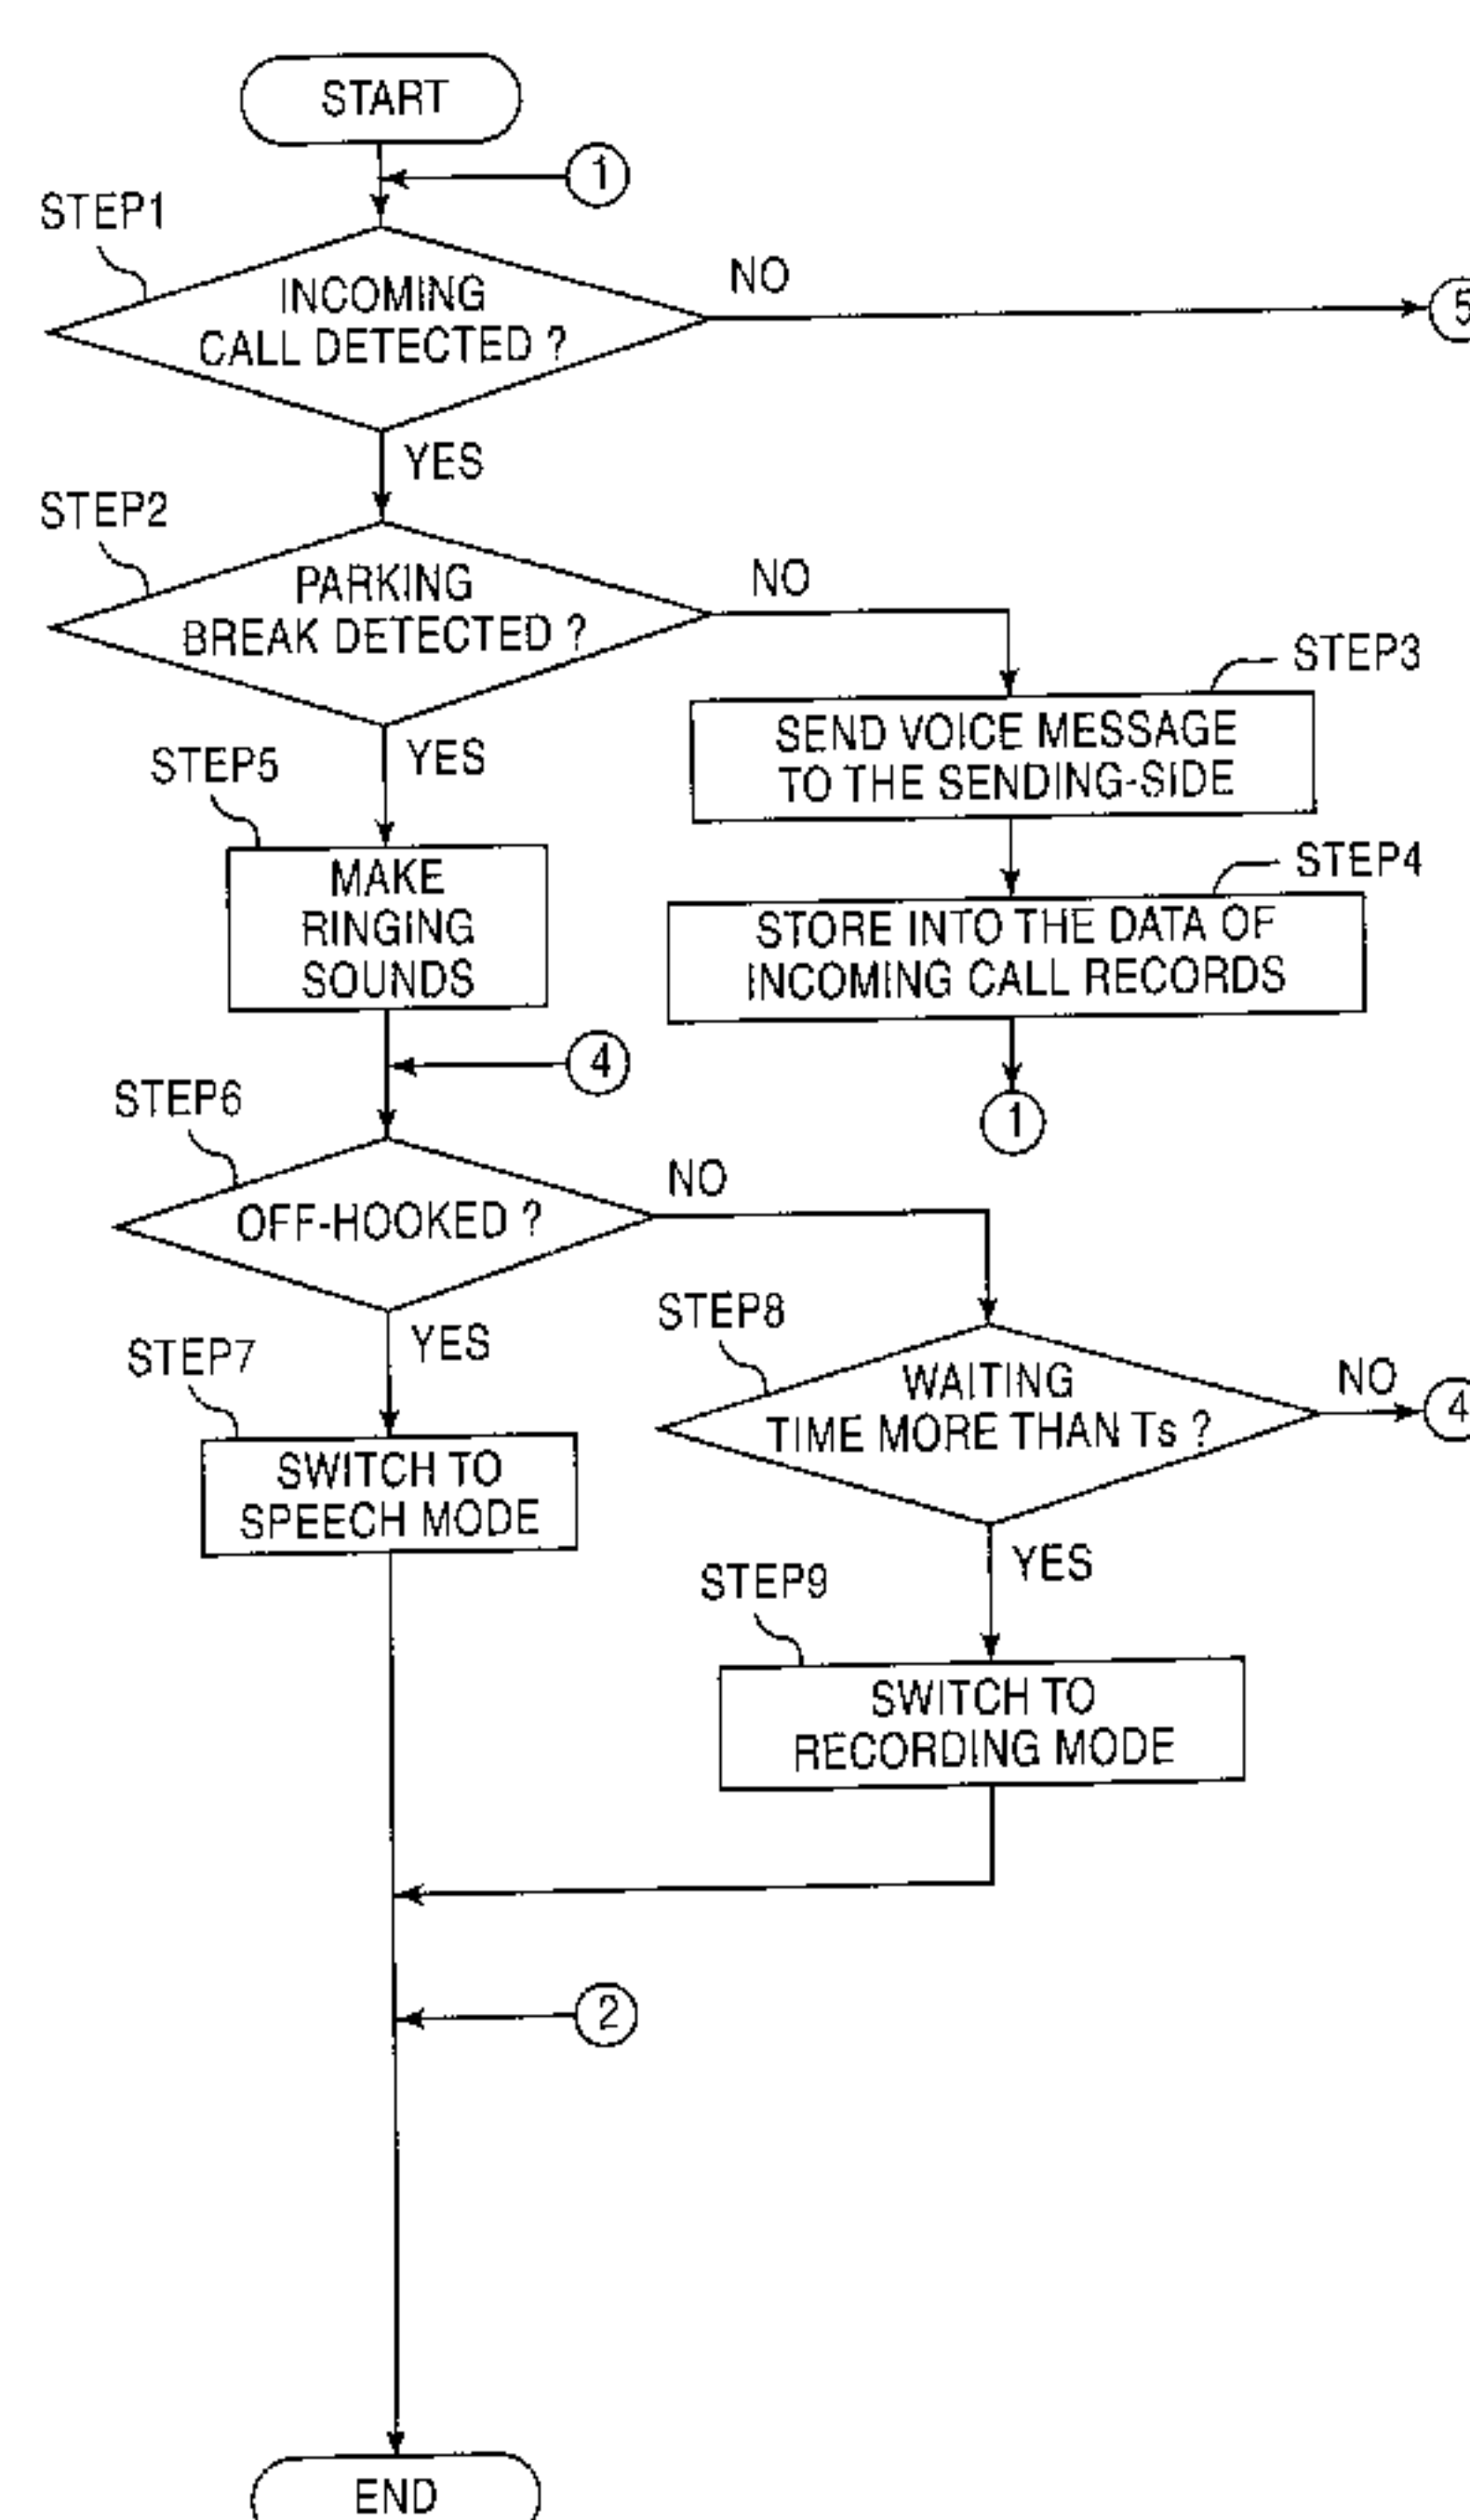 START
1
STEP1
INCOMING
CALL DETECTED ?
NO
5
YES
STEP2
PARKING
BREAK DETECTED ?
NO
STEP3
SEND VOICE MESSAGE
TO THE SENDING-SIDE
YES
STEP5
MAKE
RINGING
SOUNDS
STEP4
STORE INTO THE DATA OF
INCOMING CALL RECORDS
4
1
STEP6
OFF-HOOKED ?
NO
YES
STEP7
SWITCH TO
SPEECH MODE
STEP8
WAITING
TIME MORE THAN Ts ?
NO
4
YES
STEP9
SWITCH TO
RECORDING MODE
2
END